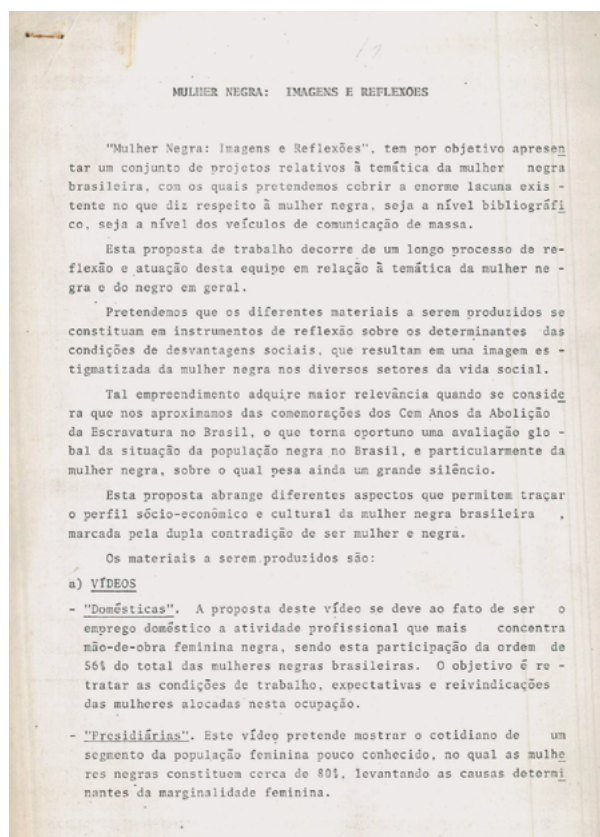 MULHER NEGRA: IMAGENS E REFLEXÕES
"Mulher Negra: Imagens e Reflexões", tem por objetivo apresen
tar um conjunto de projetos relativos à temática da mulher negra
brasileira, com os quais pretendemos cobrir a enorme lacuna exis -
tente no que diz respeito à mulher negra, seja a nível bibliográfi
co, seja a nível dos veículos de comunicação de massa.
Esta proposta de trabalho decorre de um longo processo de re-
flexão e atuação desta equipe em relação à temática da mulher ne -
gra e do negro em geral.
Pretendemos que os diferentes materiais a serem produzidos se
constituam em instrumentos de reflexão sobre os determinantes das
condições de desvantagens sociais, que resultam em uma imagem es -
tigmatizada da mulher negra nos diversos setores da vida social.
Tal empreendimento adquire maior relevância quando se conside
ra que nos aproximamos das comemorações dos Cem Anos da Abolição
da Escravatura no Brasil, o que torna oportuno uma avaliação glo -
bal da situação da população negra no Brasil, e particularmente da
mulher negra, sobre o qual pesa ainda um grande silêncio.
Esta proposta abrange diferentes aspectos que permitem traçar
o perfil sócio-econômico e cultural da mulher negra brasileira ,
marcada pela dupla contradição de ser mulher e negra.
Os materiais a serem produzidos são:
a) VÍDEOS
- "Domésticas". A proposta deste vídeo se deve ao fato de ser o
emprego doméstico a atividade profissional que mais concentra
mão-de-obra feminina negra, sendo esta participação da ordem de
56% do total das mulheres negras brasileiras. O objetivo é re -
tratar as condições de trabalho, expectativas e reivindicações
das mulheres alocadas nesta ocupação.
- "Presidiárias". Este vídeo pretende mostrar o cotidiano de um
segmento da população feminina pouco conhecido, no qual as mulhe
res negras constituem cerca de 80%, levantando as causas determi
nantes da marginalidade feminina.